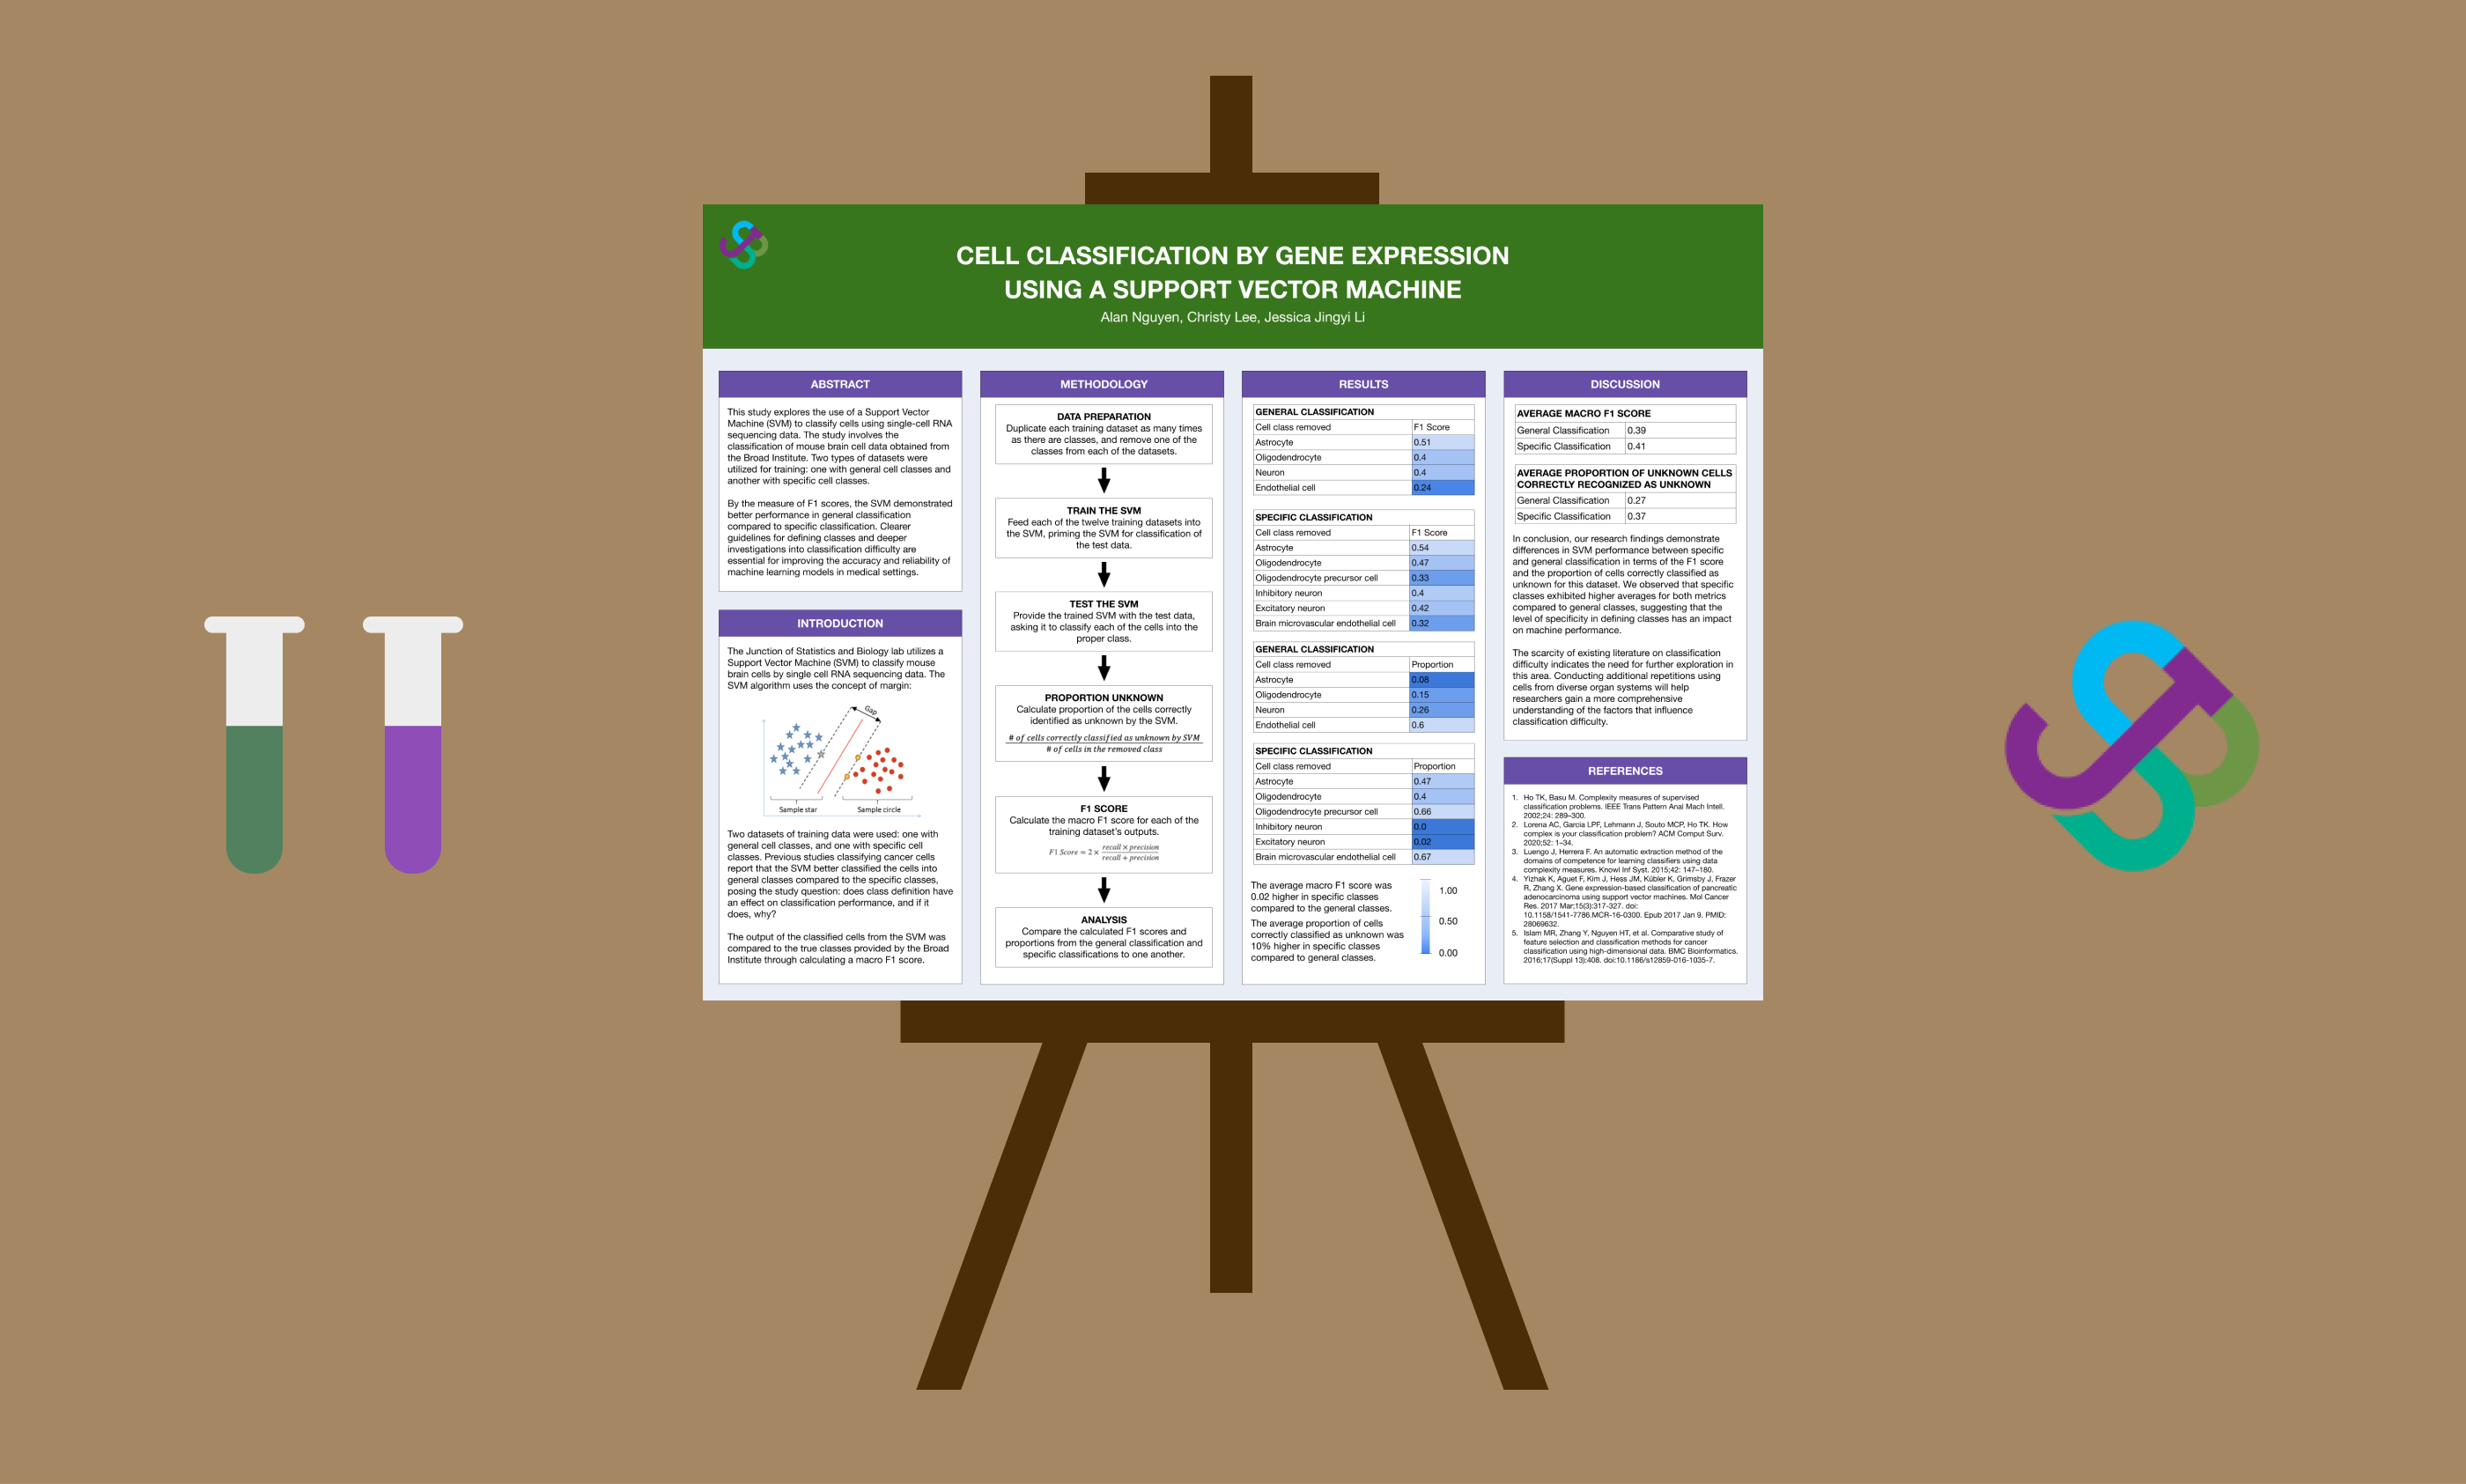 CELL CLASSIFICATION BY GENE EXPRESSION
USING A SUPPORT VECTOR MACHINE
Alan Nguyen, Christy Lee, Jessica Jingyi Li
ABSTRACT
This study explores the use of a Support Vector
Machine (SVM) to classify cells using single-cell RNA
sequencing data. The study involves the
classification of mouse brain cell data obtained from
the Broad Institute. Two types of datasets were
utilized for training: one with general cell classes and
another with specific cell classes.
By the measure of F1 scores, the SVM demonstrated
better performance in general classification
compared to specific classification. Clearer
guidelines for defining classes and deeper
investigations into classification difficulty are
essential for improving the accuracy and reliability of
machine learning models in medical settings.
INTRODUCTION
The Junction of Statistics and Biology lab utilizes a
Support Vector Machine (SVM) to classify mouse
brain cells by single cell RNA sequencing data. The
SVM algorithm uses the concept of margin:
Gap
Sample star
Sample circle
Two datasets of training data were used: one with
general cell classes, and one with specific cell
classes. Previous studies classifying cancer cells
report that the SVM better classified the cells into
general classes compared to the specific classes,
posing the study question: does class definition have
an effect on classification performance, and if it
does, why?
The output of the classified cells from the SVM was
compared to the true classes provided by the Broad
Institute through calculating a macro F1 score.
METHODOLOGY
DATA PREPARATION
Duplicate each training dataset as many times
as there are classes, and remove one of the
classes from each of the datasets.
TRAIN THE SVM
Feed each of the twelve training datasets into
the SVM, priming the SVM for classification of
the test data.
TEST THE SVM
Provide the trained SVM with the test data,
asking it to classify each of the cells into the
proper class.
PROPORTION UNKNOWN
Calculate proportion of the cells correctly
identified as unknown by the SVM.
# of cells correctly classified as unknown by SVM
# of cells in the removed class
F1 SCORE
Calculate the macro F1 score for each of the
training dataset's outputs.
F1 Score = 2 × recall × precision
recall + precision
ANALYSIS
Compare the calculated F1 scores and
proportions from the general classification and
specific classifications to one another.
RESULTS
GENERAL CLASSIFICATION
Cell class removed F1 Score
Astrocyte 0.51
Oligodendrocyte 0.4
Neuron 0.4
Endothelial cell 0.24
SPECIFIC CLASSIFICATION
Cell class removed F1 Score
Astrocyte 0.54
Oligodendrocyte 0.47
Oligodendrocyte precursor cell 0.33
Inhibitory neuron 0.4
Excitatory neuron 0.42
Brain microvascular endothelial cell 0.32
GENERAL CLASSIFICATION
Cell class removed Proportion
Astrocyte 0.08
Oligodendrocyte 0.15
Neuron 0.26
Endothelial cell 0.6
SPECIFIC CLASSIFICATION
Cell class removed Proportion
Astrocyte 0.47
Oligodendrocyte 0.4
Oligodendrocyte precursor cell 0.66
Inhibitory neuron 0.0
Excitatory neuron 0.02
Brain microvascular endothelial cell 0.67
The average macro F1 score was
0.02 higher in specific classes
compared to the general classes.
The average proportion of cells
correctly classified as unknown was
10% higher in specific classes
compared to general classes.
1.00
0.50
0.00
DISCUSSION
AVERAGE MACRO F1 SCORE
General Classification 0.39
Specific Classification 0.41
AVERAGE PROPORTION OF UNKNOWN CELLS
CORRECTLY RECOGNIZED AS UNKNOWN
General Classification 0.27
Specific Classification 0.37
In conclusion, our research findings demonstrate
differences in SVM performance between specific
and general classification in terms of the F1 score
and the proportion of cells correctly classified as
unknown for this dataset. We observed that specific
classes exhibited higher averages for both metrics
compared to general classes, suggesting that the
level of specificity in defining classes has an impact
on machine performance.
The scarcity of existing literature on classification
difficulty indicates the need for further exploration in
this area. Conducting additional repetitions using
cells from diverse organ systems will help
researchers gain a more comprehensive
understanding of the factors that influence
classification difficulty.
REFERENCES
1. Ho TK, Basu M. Complexity measures of supervised
classification problems. IEEE Trans Pattern Anal Mach Intell.
2002;24: 289–300.
2. Lorena AC, Garcia LPF, Lehmann J, Souto MCP, Ho TK. How
complex is your classification problem? ACM Comput Surv.
2020;52: 1–34.
3. Luengo J, Herrera F. An automatic extraction method of the
domains of competence for learning classifiers using data
complexity measures. Knowl Inf Syst. 2015;42: 147–180.
4. Yizhak K, Aguet F, Kim J, Hess JM, Kübler K, Grimsby J, Frazer
R, Zhang X. Gene expression-based classification of pancreatic
adenocarcinoma using support vector machines. Mol Cancer
Res. 2017 Mar;15(3):317-327. doi:
10.1158/1541-7786.MCR-16-0300. Epub 2017 Jan 9. PMID:
28069632.
5. Islam MR, Zhang Y, Nguyen HT, et al. Comparative study of
feature selection and classification methods for cancer
classification using high-dimensional data. BMC Bioinformatics.
2016;17(Suppl 13):408. doi:10.1186/s12859-016-1035-7.